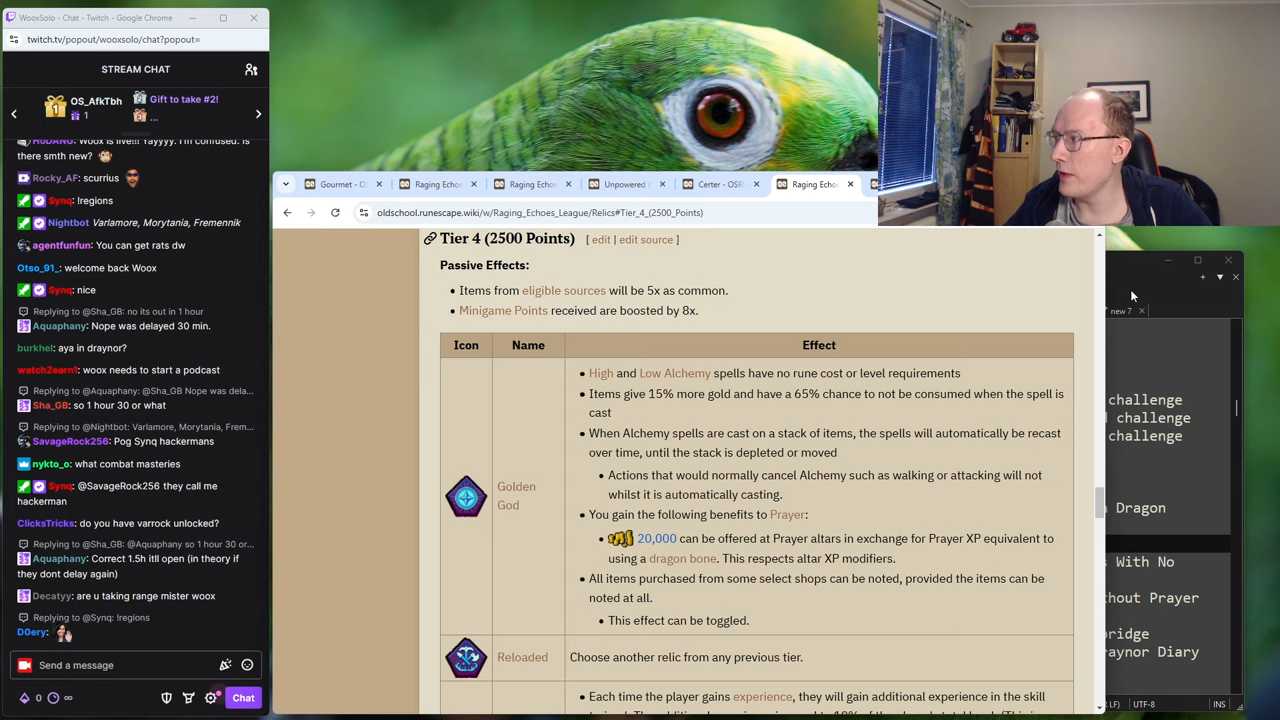 WooxSolo - Chat - Twitch - Google Chrome
twitch.tv/popout/wooxsolo/chat?popout=
STREAM CHAT
OS_AfkTbh
1
Gift to take #2!
...
HoDANG: Woox is live!!! Yayyyy. I'm confused. Is
there smth new?
Rocky_AF: scurrius
Synq: !regions
Nightbot Varlamore, Morytania, Fremennik
agentfunfun: You can get rats dw
Otso_91_: welcome back Woox
Synq: nice
Replying to @Sha_GB: no its out in 1 hour
Aquaphany: Nope was delayed 30 min.
burkhel: aya in draynor?
watch2earn1: woox needs to start a podcast
Replying to @Aquaphany: @Sha_GB Nope was dela...
Sha_GB: so 1 hour 30 or what
Replying to @Nightbot: Varlamore, Morytania, Frem...
SavageRock256: Pog Synq hackermans
nykto_o: what combat masteries
Synq: @SavageRock256 they call me
hackerman
ClicksTricks: do you have varrock unlocked?
Replying to @Sha_GB: @Aquaphany so 1 hour 30 or...
Aquaphany: Correct 1.5h itll open (in theory if
they dont delay again)
Decatyy: are u taking range mister woox
Replying to @Synq: !regions
D0ery:
Send a message
0
∞
Chat
Gourmet - OS
Raging Echoe
Raging Echoe
Unpowered o
Certer - OSR
Raging Echoe
oldschool.runescape.wiki/w/Raging_Echoes_League/Relics#Tier_4_(2500_Points)
Tier 4 (2500 Points) [ edit | edit source ]
Passive Effects:
• Items from eligible sources will be 5x as common.
• Minigame Points received are boosted by 8x.
Icon Name Effect
Golden
God
• High and Low Alchemy spells have no rune cost or level requirements
• Items give 15% more gold and have a 65% chance to not be consumed when the spell is
cast
• When Alchemy spells are cast on a stack of items, the spells will automatically be recast
over time, until the stack is depleted or moved
• Actions that would normally cancel Alchemy such as walking or attacking will not
whilst it is automatically casting.
• You gain the following benefits to Prayer:
• 20,000 can be offered at Prayer altars in exchange for Prayer XP equivalent to
using a dragon bone. This respects altar XP modifiers.
• All items purchased from some select shops can be noted, provided the items can be
noted at all.
• This effect can be toggled.
Reloaded Choose another relic from any previous tier.
• Each time the player gains experience, they will gain additional experience in the skill
new 7
challenge
challenge
challenge
Dragon
s With No
thout Prayer
ridge
raynor Diary
LF)
UTF-8
INS